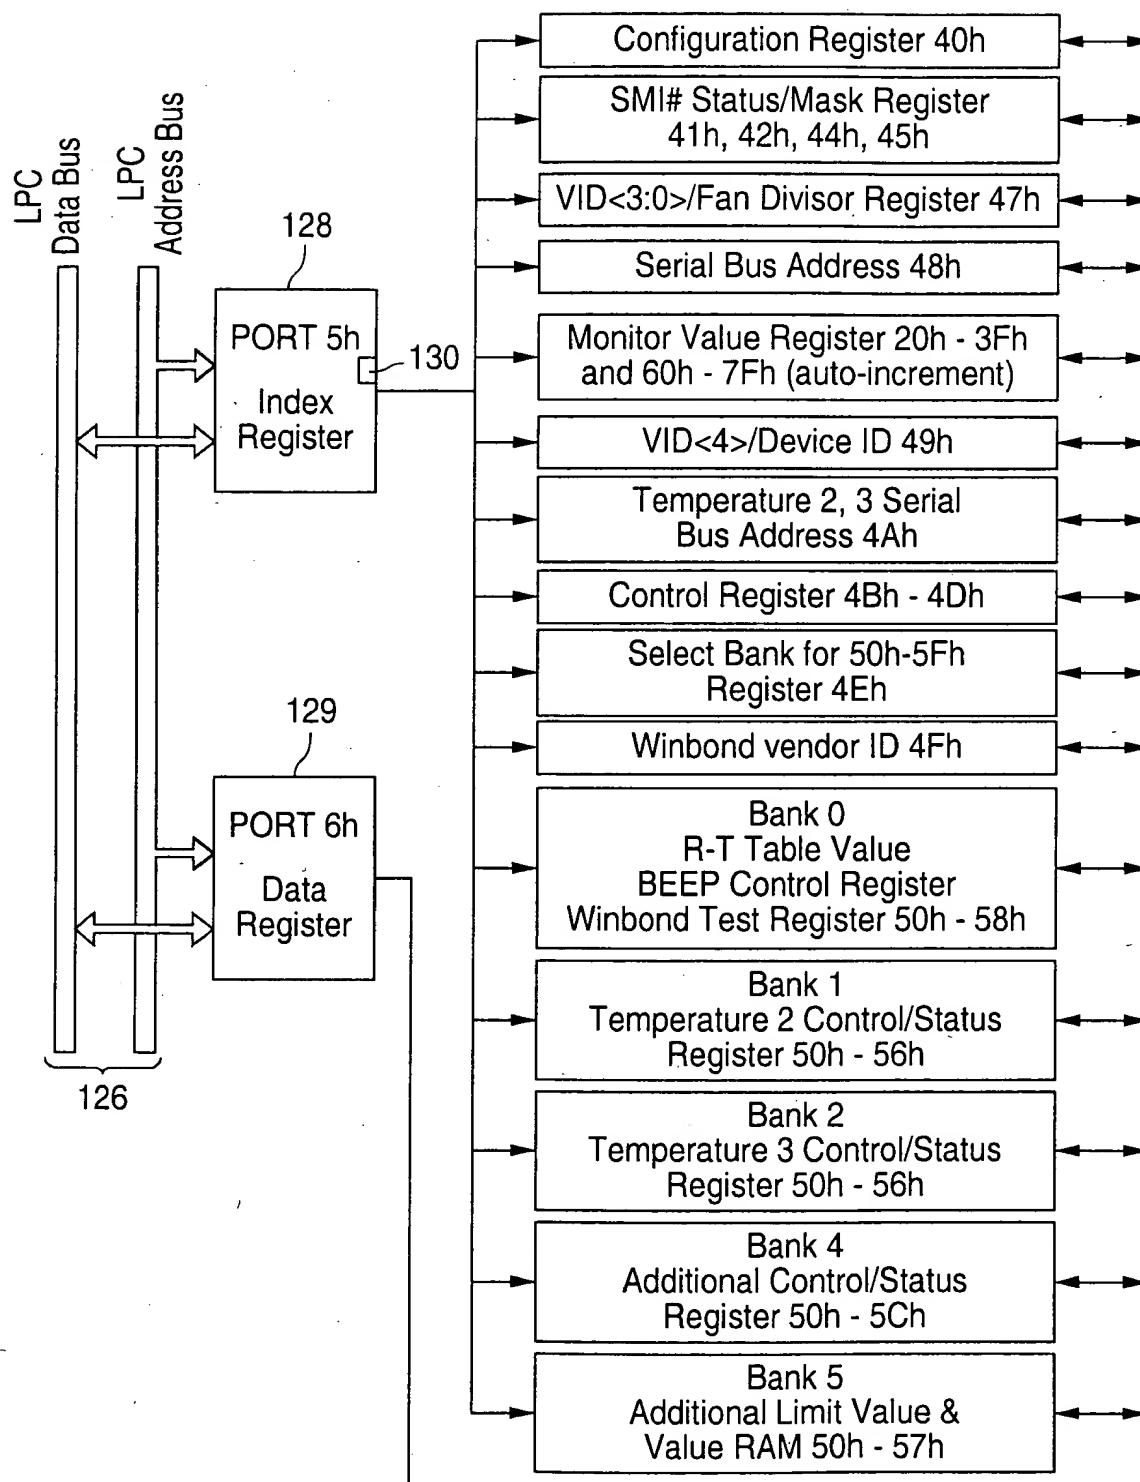 LPC
Data Bus
LPC
Address Bus
128
PORT 5h
130
Index
Register
129
PORT 6h
Data
Register
126
Configuration Register 40h
SMI# Status/Mask Register
41h, 42h, 44h, 45h
VID<3:0>/Fan Divisor Register 47h
Serial Bus Address 48h
Monitor Value Register 20h - 3Fh
and 60h - 7Fh (auto-increment)
VID<4>/Device ID 49h
Temperature 2, 3 Serial
Bus Address 4Ah
Control Register 4Bh - 4Dh
Select Bank for 50h-5Fh
Register 4Eh
Winbond vendor ID 4Fh
Bank 0
R-T Table Value
BEEP Control Register
Winbond Test Register 50h - 58h
Bank 1
Temperature 2 Control/Status
Register 50h - 56h
Bank 2
Temperature 3 Control/Status
Register 50h - 56h
Bank 4
Additional Control/Status
Register 50h - 5Ch
Bank 5
Additional Limit Value &
Value RAM 50h - 57h